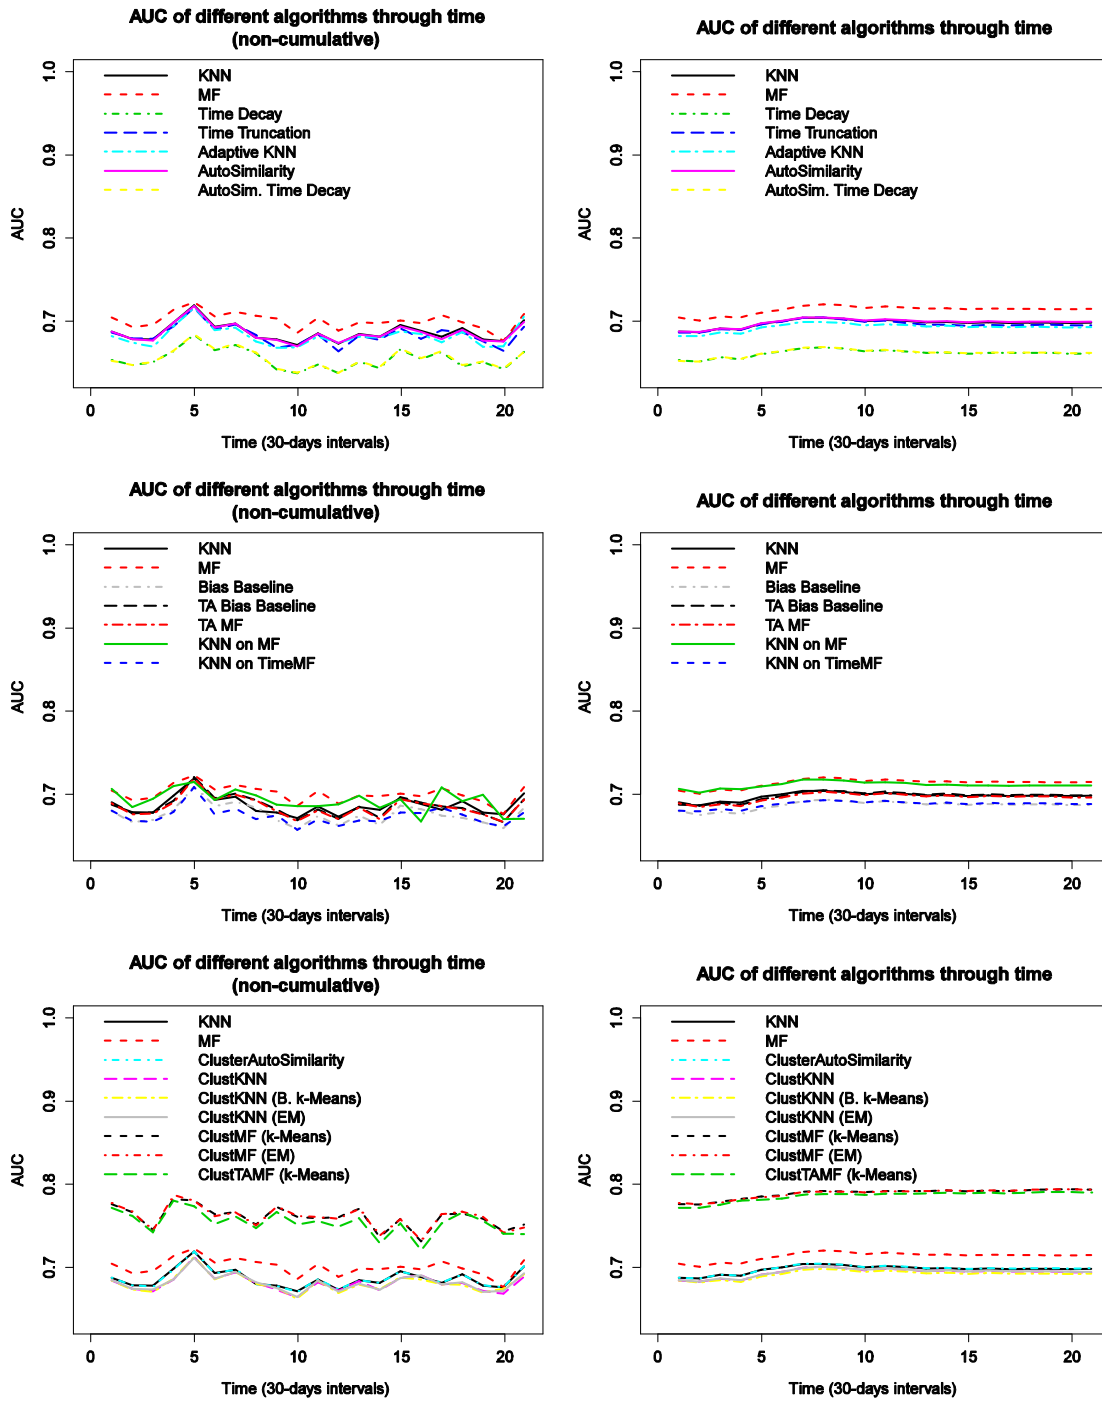 AUC of different algorithms through time
(non-cumulative)
1.0
0.9
0.8
0.7
AUC
KNN
MF
Time Decay
Time Truncation
Adaptive KNN
AutoSimilarity
AutoSim. Time Decay
0 5 10 15 20
Time (30-days intervals)
AUC of different algorithms through time
1.0
0.9
0.8
0.7
AUC
KNN
MF
Time Decay
Time Truncation
Adaptive KNN
AutoSimilarity
AutoSim. Time Decay
0 5 10 15 20
Time (30-days intervals)
AUC of different algorithms through time
(non-cumulative)
1.0
0.9
0.8
0.7
AUC
KNN
MF
Bias Baseline
TA Bias Baseline
TA MF
KNN on MF
KNN on TimeMF
0 5 10 15 20
Time (30-days intervals)
AUC of different algorithms through time
1.0
0.9
0.8
0.7
AUC
KNN
MF
Bias Baseline
TA Bias Baseline
TA MF
KNN on MF
KNN on TimeMF
0 5 10 15 20
Time (30-days intervals)
AUC of different algorithms through time
(non-cumulative)
1.0
0.9
0.8
0.7
AUC
KNN
MF
ClusterAutoSimilarity
ClustKNN
ClustKNN (B. k-Means)
ClustKNN (EM)
ClustMF (k-Means)
ClustMF (EM)
ClustTAMF (k-Means)
0 5 10 15 20
Time (30-days intervals)
AUC of different algorithms through time
1.0
0.9
0.8
0.7
AUC
KNN
MF
ClusterAutoSimilarity
ClustKNN
ClustKNN (B. k-Means)
ClustKNN (EM)
ClustMF (k-Means)
ClustMF (EM)
ClustTAMF (k-Means)
0 5 10 15 20
Time (30-days intervals)